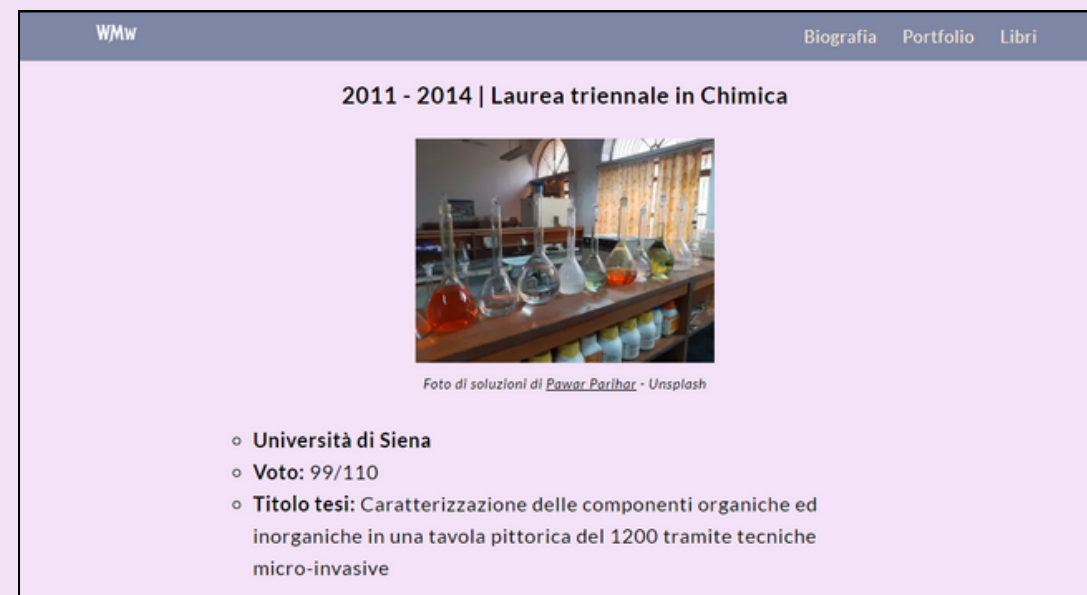 WMW
Biografia Portfolio Libri
2011 - 2014 | Laurea triennale in Chimica
Foto di soluzioni di Pawar Parihar - Unsplash
Università di Siena
Voto: 99/110
Titolo tesi: Caratterizzazione delle componenti organiche ed
inorganiche in una tavola pittorica del 1200 tramite tecniche
micro-invasive